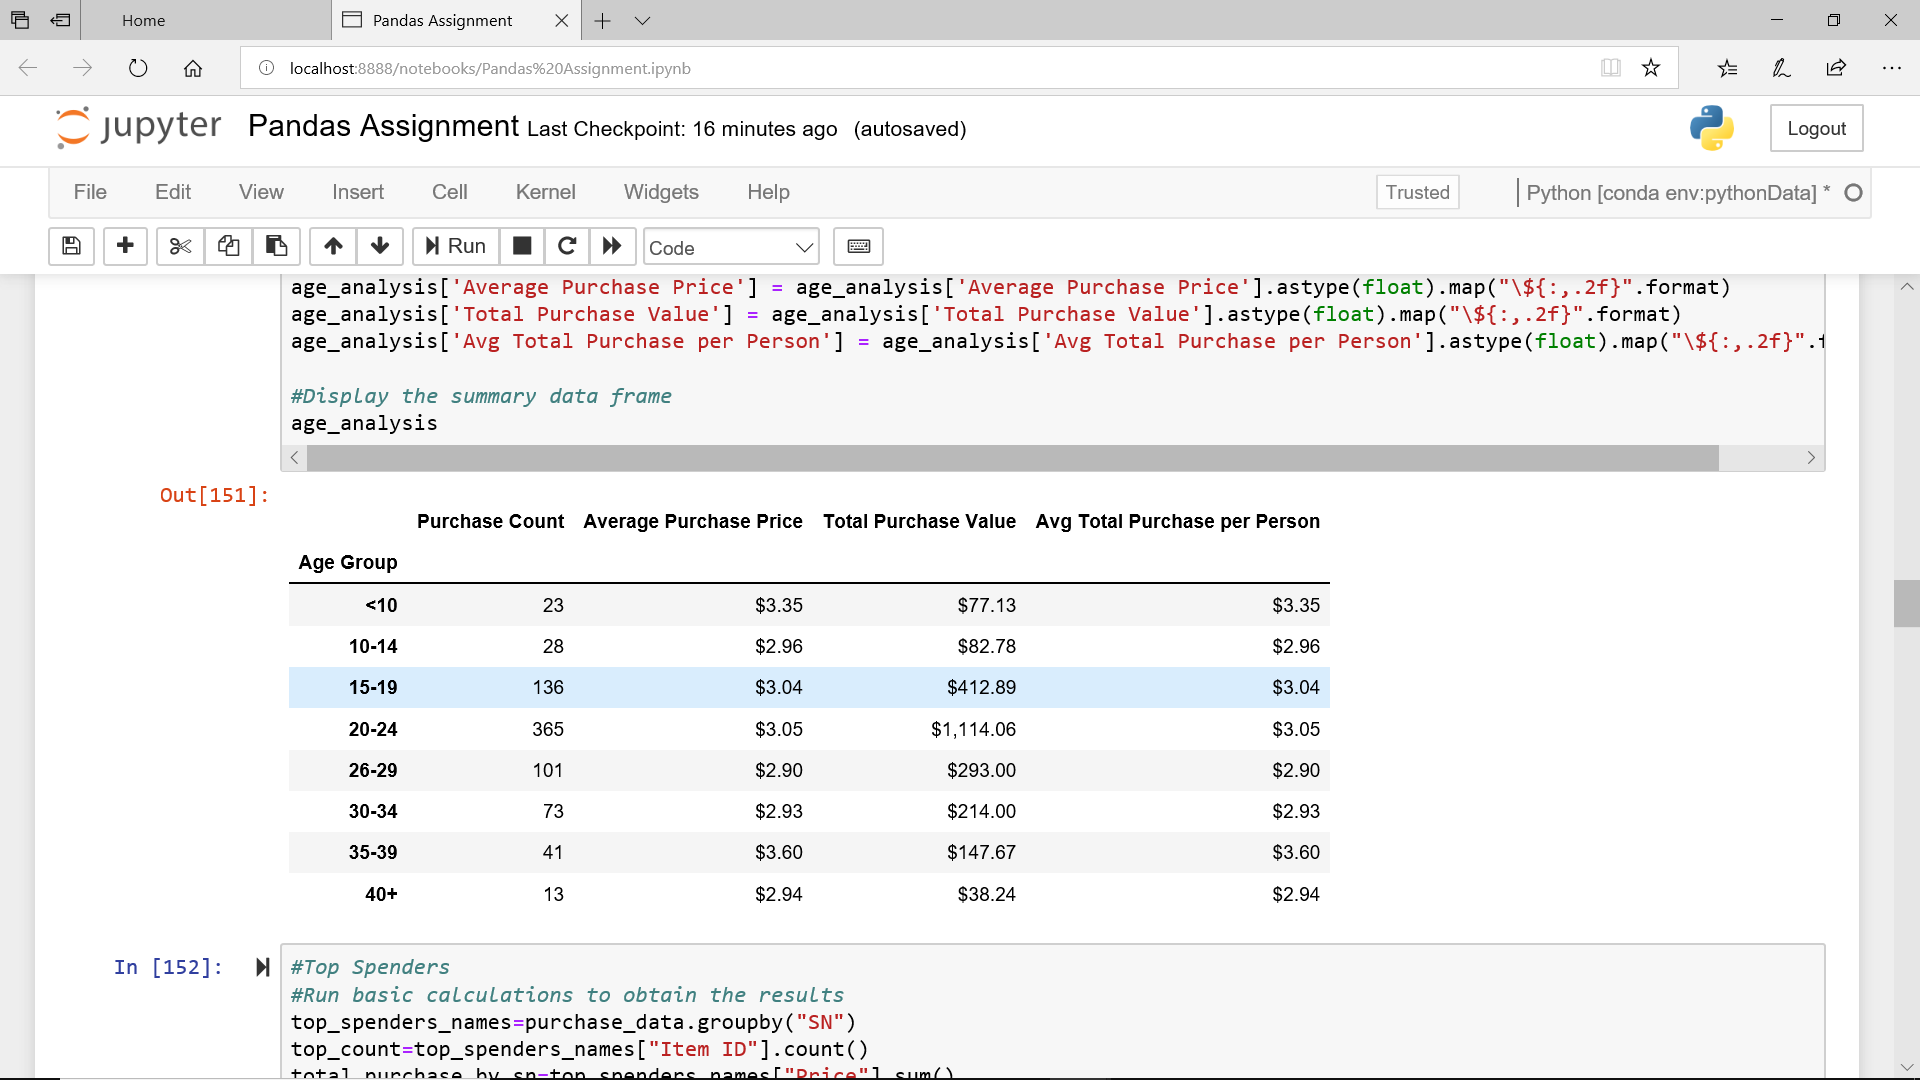 Home
Pandas Assignment
localhost:8888/notebooks/Pandas%20Assignment.ipynb
jupyter Pandas Assignment Last Checkpoint: 16 minutes ago (autosaved)
Logout
File Edit View Insert Cell Kernel Widgets Help Trusted Python [conda env:pythonData] *
Run Code
age_analysis['Average Purchase Price'] = age_analysis['Average Purchase Price'].astype(float).map("\${:,.2f}".format)
age_analysis['Total Purchase Value'] = age_analysis['Total Purchase Value'].astype(float).map("\${:,.2f}".format)
age_analysis['Avg Total Purchase per Person'] = age_analysis['Avg Total Purchase per Person'].astype(float).map("\${:,.2f}".f
#Display the summary data frame
age_analysis
Out[151]:
Purchase Count Average Purchase Price Total Purchase Value Avg Total Purchase per Person
Age Group
<10 23 $3.35 $77.13 $3.35
10-14 28 $2.96 $82.78 $2.96
15-19 136 $3.04 $412.89 $3.04
20-24 365 $3.05 $1,114.06 $3.05
26-29 101 $2.90 $293.00 $2.90
30-34 73 $2.93 $214.00 $2.93
35-39 41 $3.60 $147.67 $3.60
40+ 13 $2.94 $38.24 $2.94
In [152]: #Top Spenders
#Run basic calculations to obtain the results
top_spenders_names=purchase_data.groupby("SN")
top_count=top_spenders_names["Item ID"].count()
total_purchase_by_sn=top_spenders_names["Price"].sum()